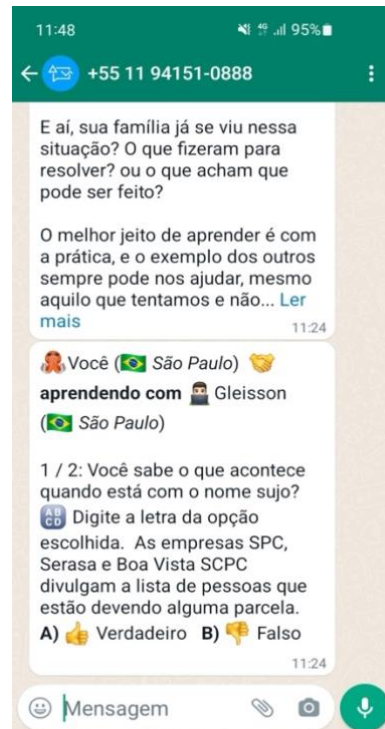 11:48
4G 95%
+55 11 94151-0888
E aí, sua família já se viu nessa
situação? O que fizeram para
resolver? ou o que acham que
pode ser feito?
O melhor jeito de aprender é com
a prática, e o exemplo dos outros
sempre pode nos ajudar, mesmo
aquilo que tentamos e não... Ler
mais
11:24
Você (🇧🇷 São Paulo) 🤝
aprendendo com 👨🏻‍💻 Gleisson
(🇧🇷 São Paulo)
1 / 2: Você sabe o que acontece
quando está com o nome sujo?
🔠 Digite a letra da opção
escolhida. As empresas SPC,
Serasa e Boa Vista SCPC
divulgam a lista de pessoas que
estão devendo alguma parcela.
A) 👍 Verdadeiro B) 👎 Falso
11:24
Mensagem